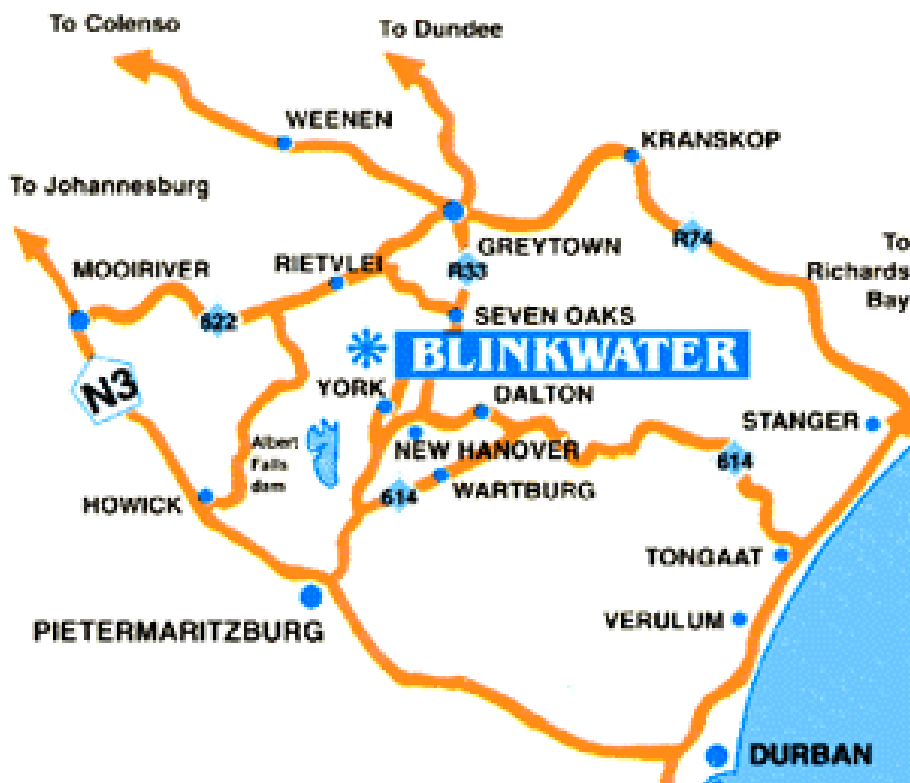 To Colenso
To Dundee
WEENEN
KRANSKOP
To Johannesburg
R74
GREYTOWN
To
Richards
Bay
MOOIRIVER
RIETVLEI
R33
622
SEVEN OAKS
BLINKWATER
N3
YORK
DALTON
STANGER
Albert
Falls
dam
NEW HANOVER
614
HOWICK
614
WARTBURG
TONGAAT
PIETERMARITZBURG
VERULUM
DURBAN